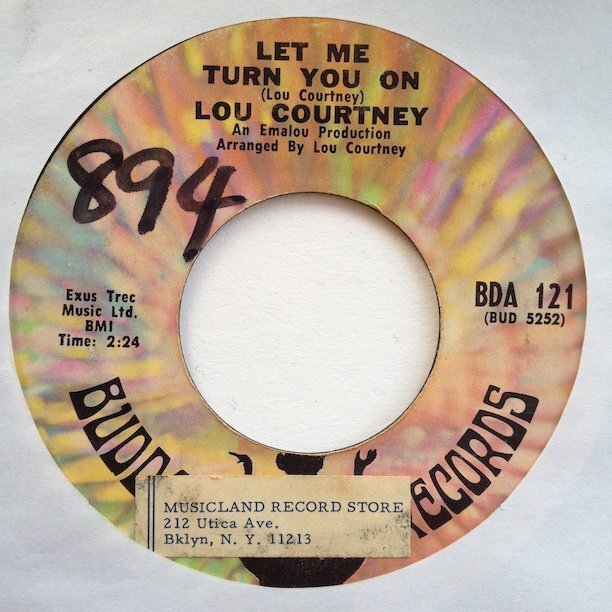 LET ME
TURN YOU ON
(Lou Courtney)
LOU COURTNEY
An Emalou Production
Arranged By Lou Courtney
894
Exus Trec
Music Ltd.
BMI
Time: 2:24
BDA 121
(BUD 5252)
BUDD
ECORDS
MUSICLAND RECORD STORE
212 Utica Ave.
Bklyn, N. Y. 11213